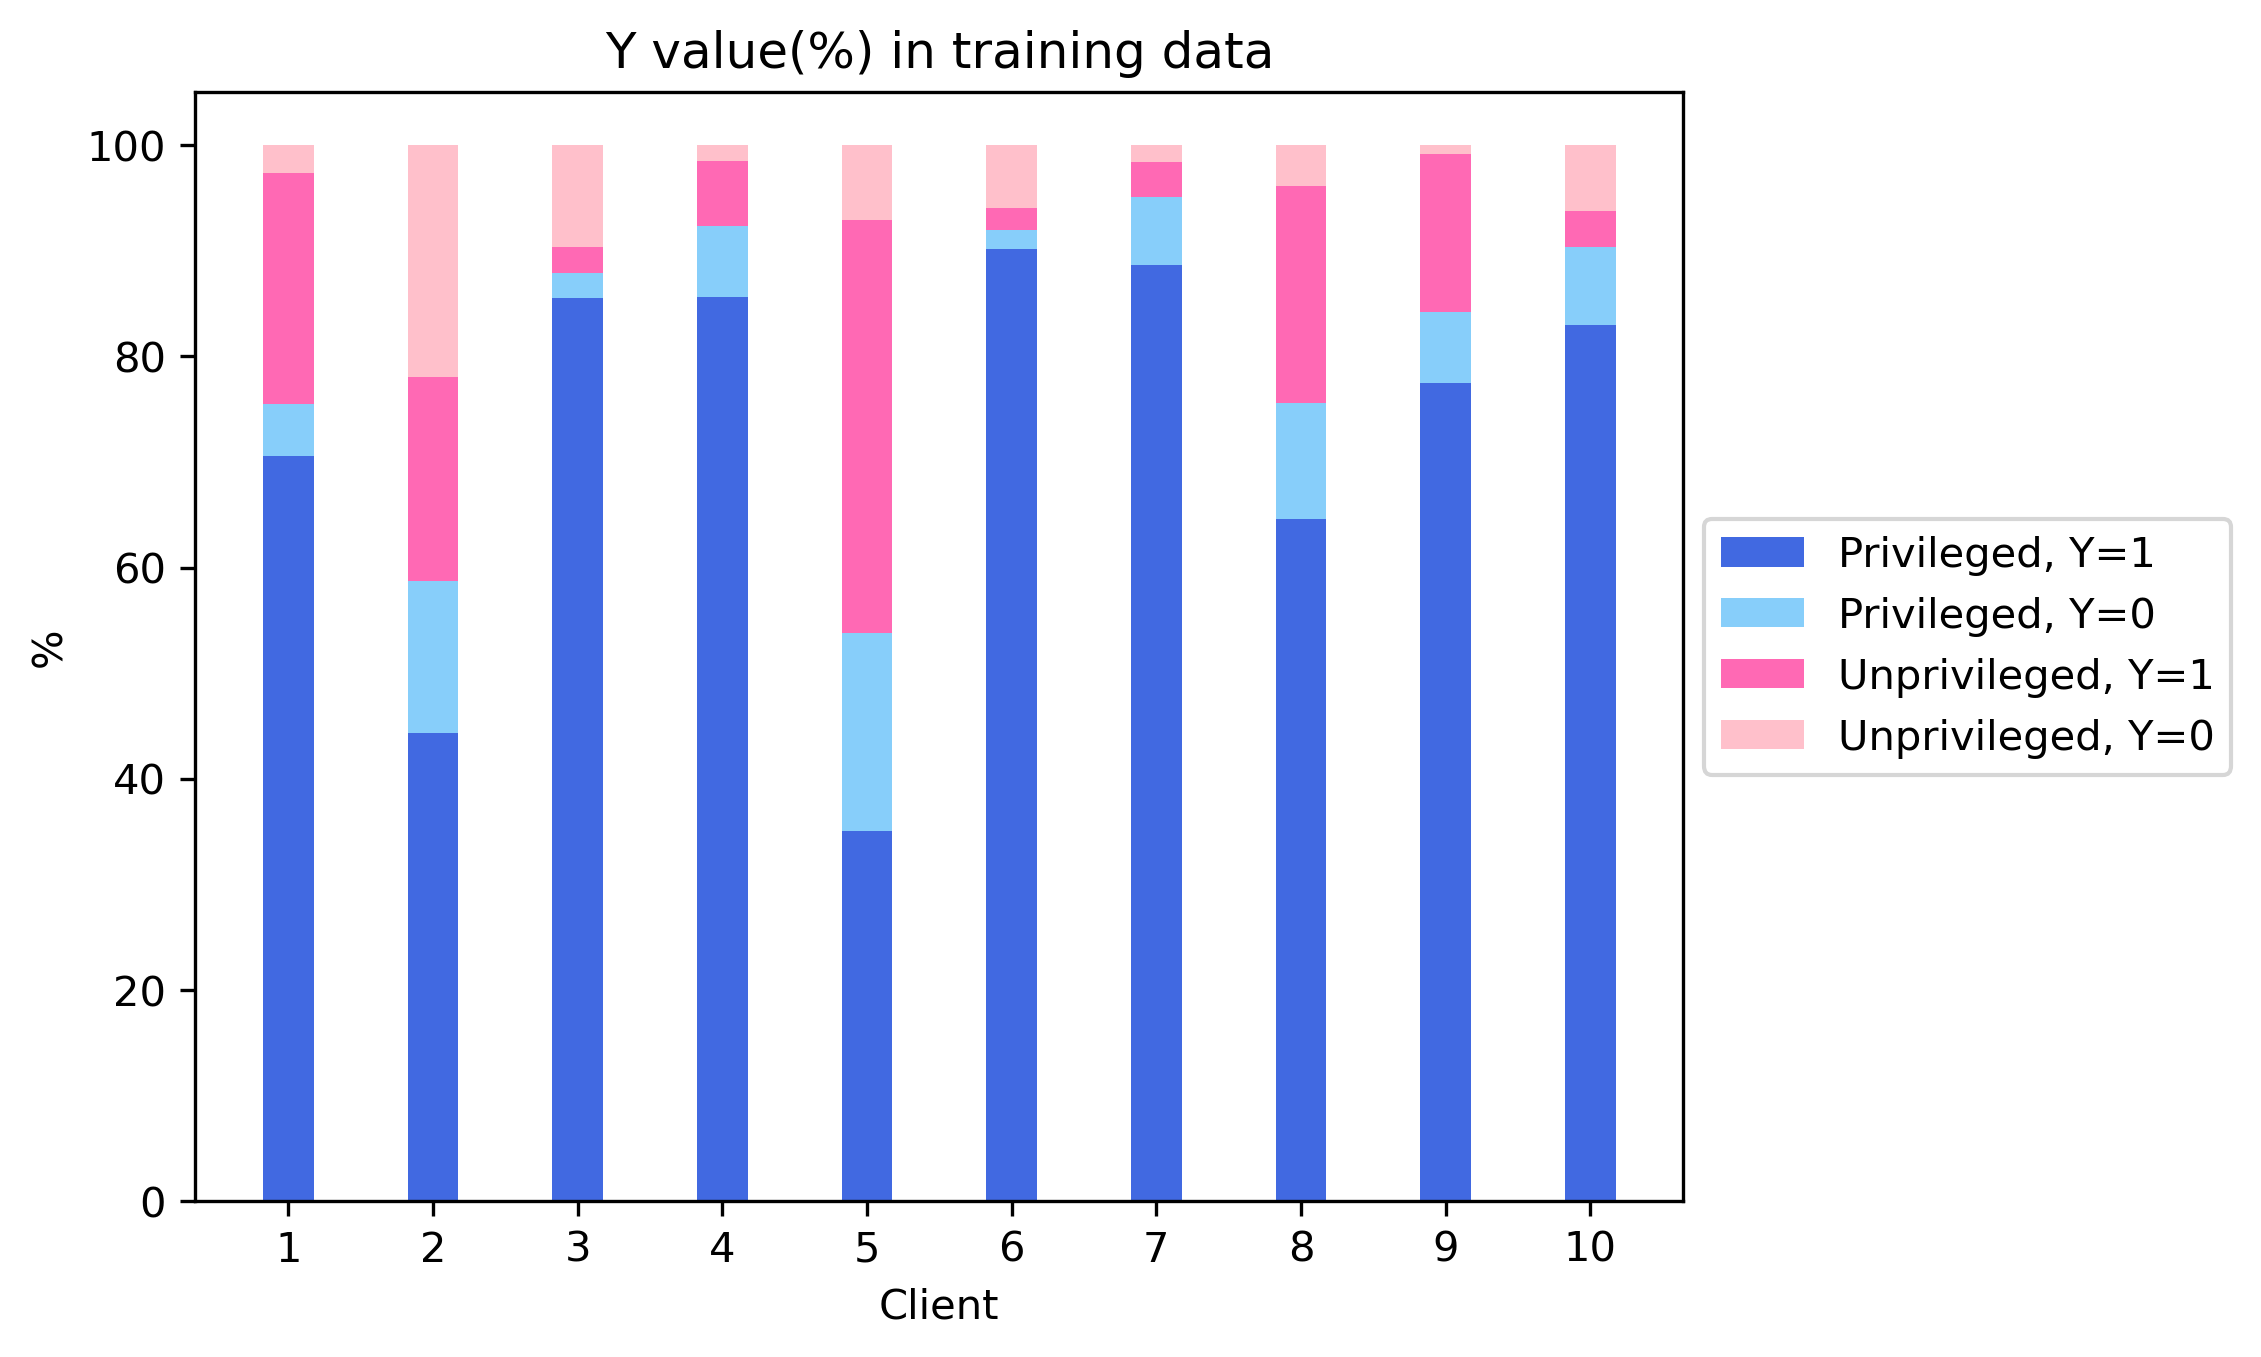 Y value(%) in training data
100
80
60
40
20
0
%
1 2 3 4 5 6 7 8 9 10
Client
Privileged, Y=1
Privileged, Y=0
Unprivileged, Y=1
Unprivileged, Y=0